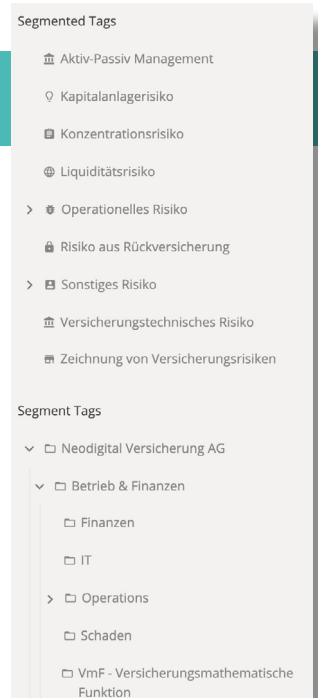 Segmented Tags
Aktiv-Passiv Management
Kapitalanlagerisiko
Konzentrationsrisiko
Liquiditätsrisiko
Operationelles Risiko
Risiko aus Rückversicherung
Sonstiges Risiko
Versicherungstechnisches Risiko
Zeichnung von Versicherungsrisiken
Segment Tags
Neodigital Versicherung AG
Betrieb & Finanzen
Finanzen
IT
Operations
Schaden
VmF - Versicherungsmathematische
Funktion